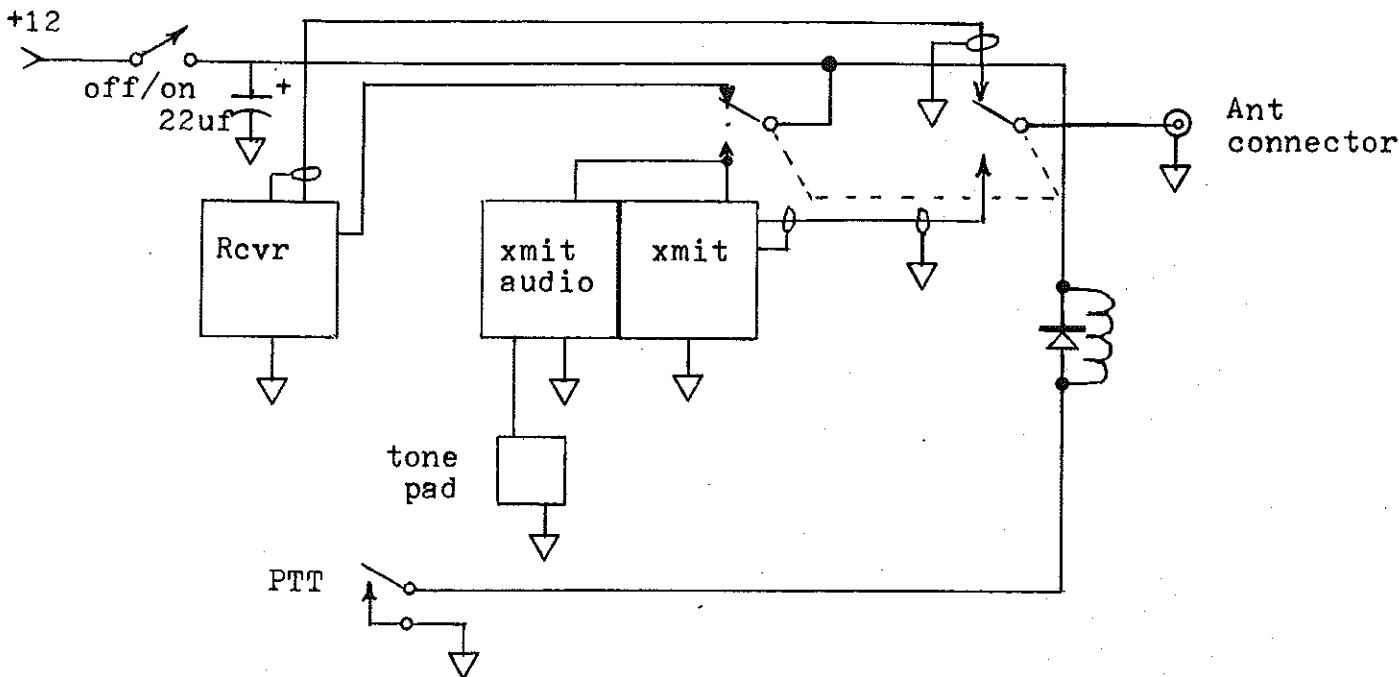 +12
off/on
22uf
+
Ant
connector
Rcvr
xmit
audio
xmit
tone
pad
PTT